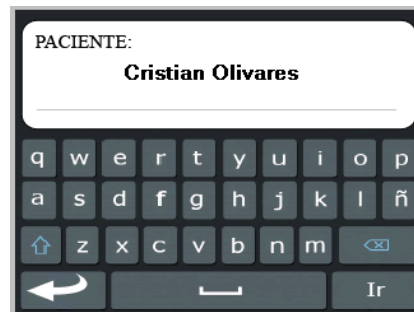 PACIENTE:
Cristian Olivares
q w e r t y u i o p
a s d f g h j k l ñ
z x c v b n m
Ir